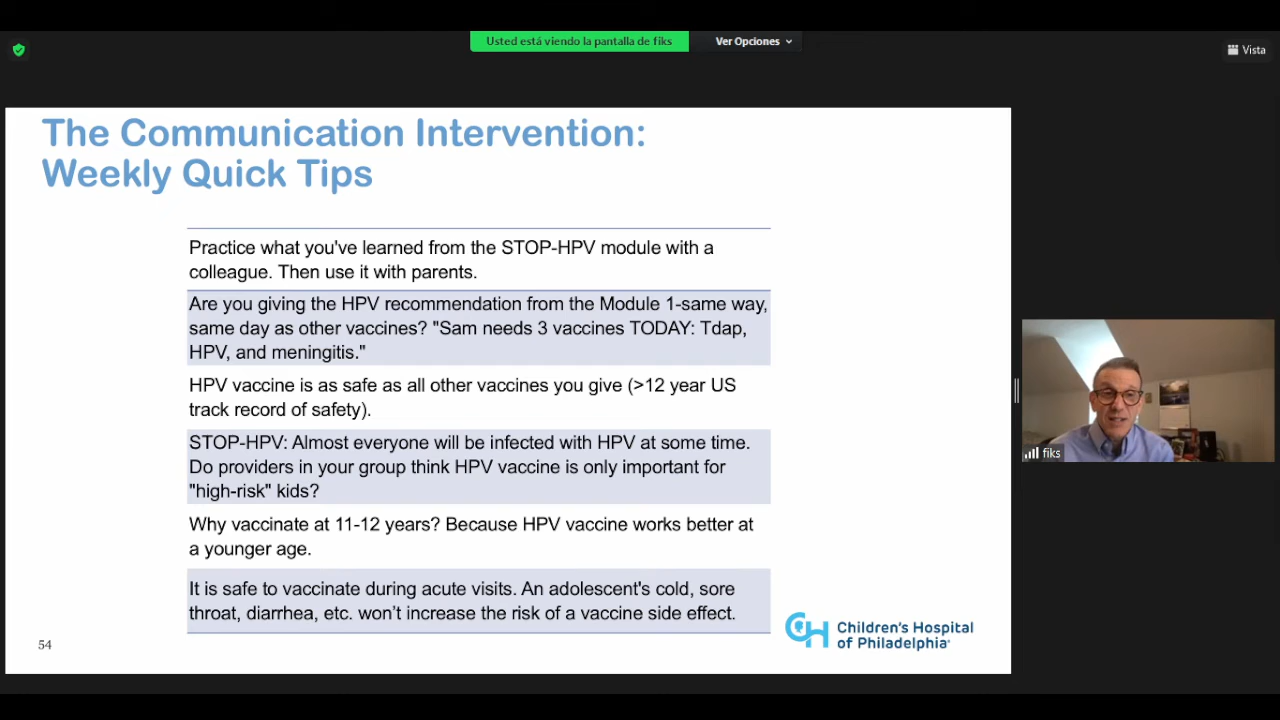 Usted está viendo la pantalla de fiks
Ver Opciones
Vista
The Communication Intervention:
Weekly Quick Tips
Practice what you've learned from the STOP-HPV module with a
colleague. Then use it with parents.
Are you giving the HPV recommendation from the Module 1-same way,
same day as other vaccines? "Sam needs 3 vaccines TODAY: Tdap,
HPV, and meningitis."
HPV vaccine is as safe as all other vaccines you give (>12 year US
track record of safety).
STOP-HPV: Almost everyone will be infected with HPV at some time.
Do providers in your group think HPV vaccine is only important for
"high-risk" kids?
Why vaccinate at 11-12 years? Because HPV vaccine works better at
a younger age.
It is safe to vaccinate during acute visits. An adolescent's cold, sore
throat, diarrhea, etc. won’t increase the risk of a vaccine side effect.
54
CH Children's Hospital
of Philadelphia
fiks